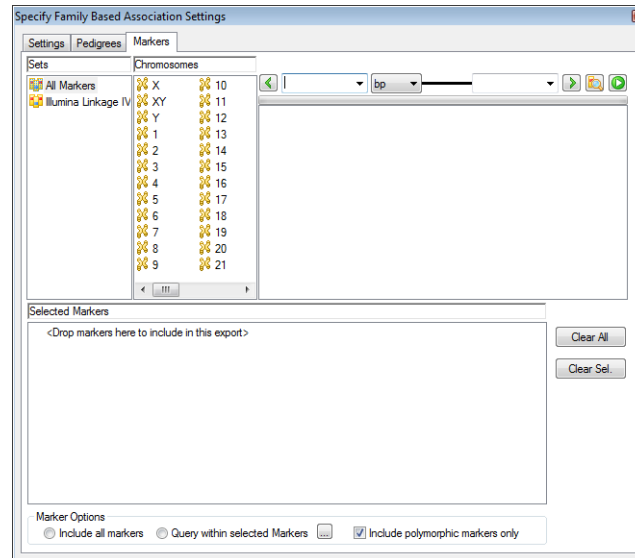 Specify Family Based Association Settings
Settings Pedigrees Markers
Sets Chromosomes
All Markers X 10 bp
Illumina Linkage IV XY 11
Y 12
1 13
2 14
3 15
4 16
5 17
6 18
7 19
8 20
9 21
Selected Markers
<Drop markers here to include in this export>
Clear All
Clear Sel.
Marker Options
Include all markers Query within selected Markers ... Include polymorphic markers only